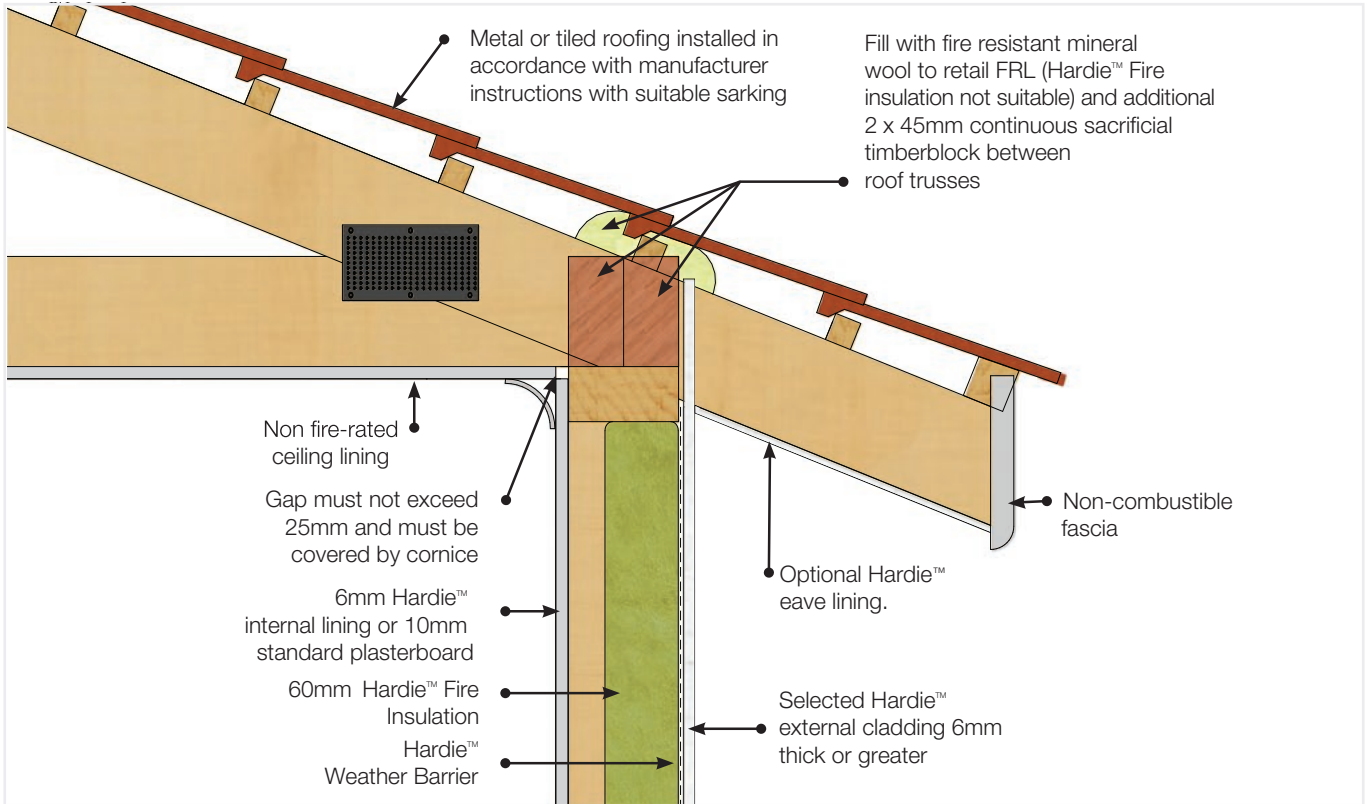 Metal or tiled roofing installed in
accordance with manufacturer
instructions with suitable sarking
Fill with fire resistant mineral
wool to retail FRL (Hardie™ Fire
insulation not suitable) and additional
2 x 45mm continuous sacrificial
timberblock between
roof trusses
Non fire-rated
ceiling lining
Gap must not exceed
25mm and must be
covered by cornice
6mm Hardie™
internal lining or 10mm
standard plasterboard
60mm Hardie™ Fire
Insulation
Hardie™
Weather Barrier
Non-combustible
fascia
Optional Hardie™
eave lining.
Selected Hardie™
external cladding 6mm
thick or greater